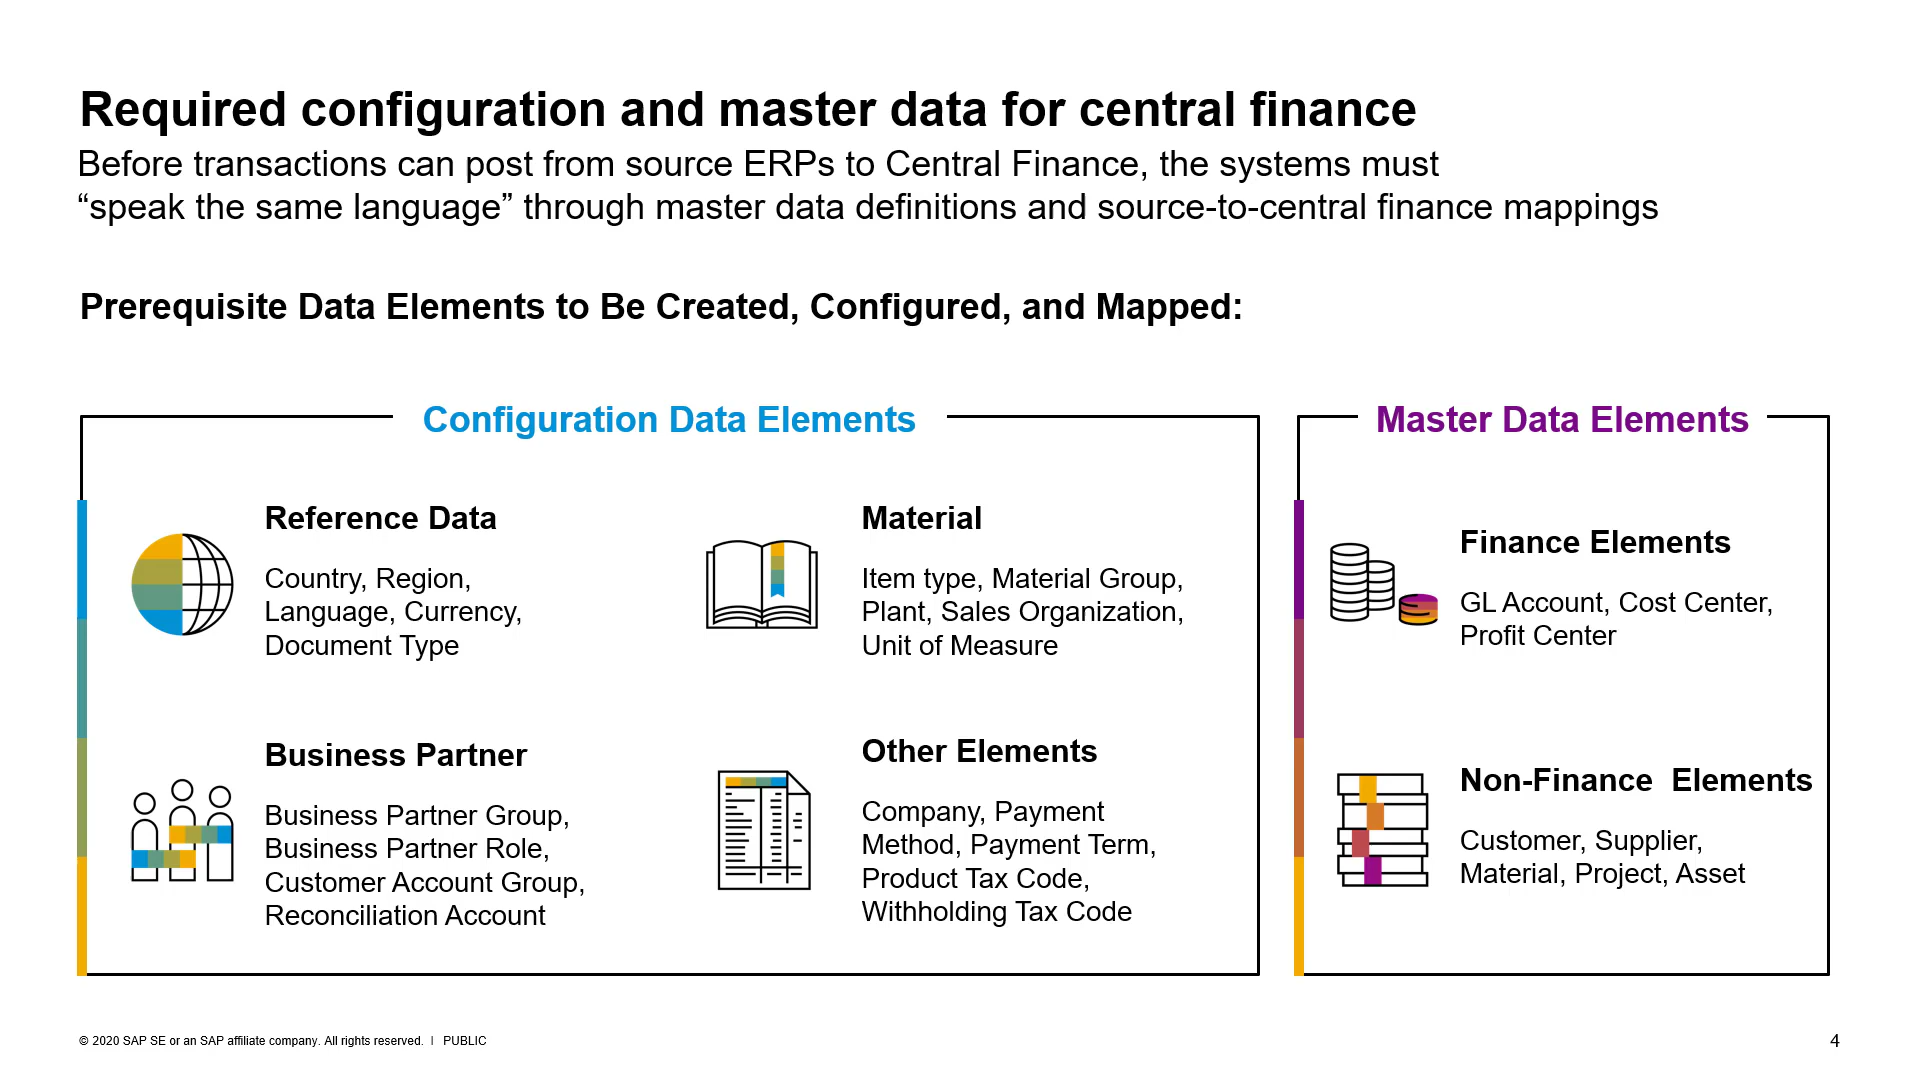 Required configuration and master data for central finance
Before transactions can post from source ERPs to Central Finance, the systems must
“speak the same language” through master data definitions and source-to-central finance mappings
Prerequisite Data Elements to Be Created, Configured, and Mapped:
Configuration Data Elements
Reference Data
Country, Region,
Language, Currency,
Document Type
Material
Item type, Material Group,
Plant, Sales Organization,
Unit of Measure
Business Partner
Business Partner Group,
Business Partner Role,
Customer Account Group,
Reconciliation Account
Other Elements
Company, Payment
Method, Payment Term,
Product Tax Code,
Withholding Tax Code
Master Data Elements
Finance Elements
GL Account, Cost Center,
Profit Center
Non-Finance  Elements
Customer, Supplier,
Material, Project, Asset
© 2020 SAP SE or an SAP affiliate company. All rights reserved. | PUBLIC
4